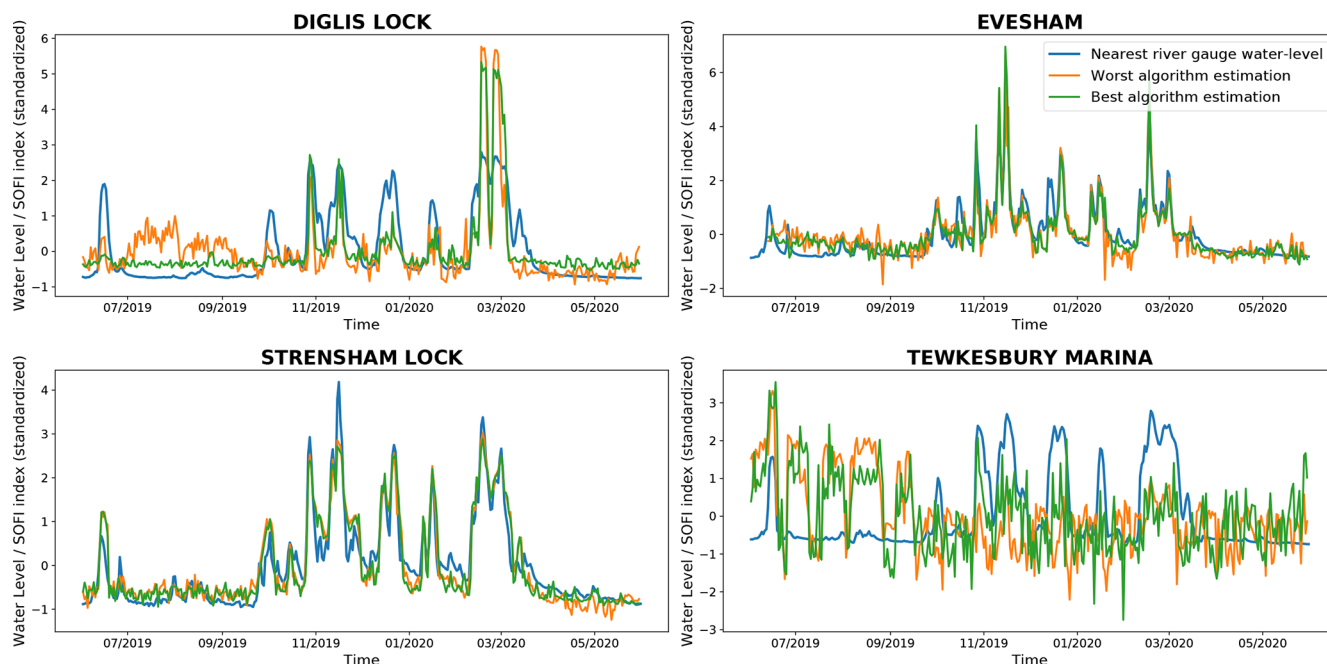 DIGLIS LOCK
Water Level / SOFI index (standardized)
6
5
4
3
2
1
0
−1
07/2019 09/2019 11/2019 01/2020 03/2020 05/2020
Time
EVESHAM
Water Level / SOFI index (standardized)
Nearest river gauge water-level
Worst algorithm estimation
Best algorithm estimation
6
4
2
0
−2
07/2019 09/2019 11/2019 01/2020 03/2020 05/2020
Time
STRENSHAM LOCK
Water Level / SOFI index (standardized)
4
3
2
1
0
−1
07/2019 09/2019 11/2019 01/2020 03/2020 05/2020
Time
TEWKESBURY MARINA
Water Level / SOFI index (standardized)
3
2
1
0
−1
−2
−3
07/2019 09/2019 11/2019 01/2020 03/2020 05/2020
Time